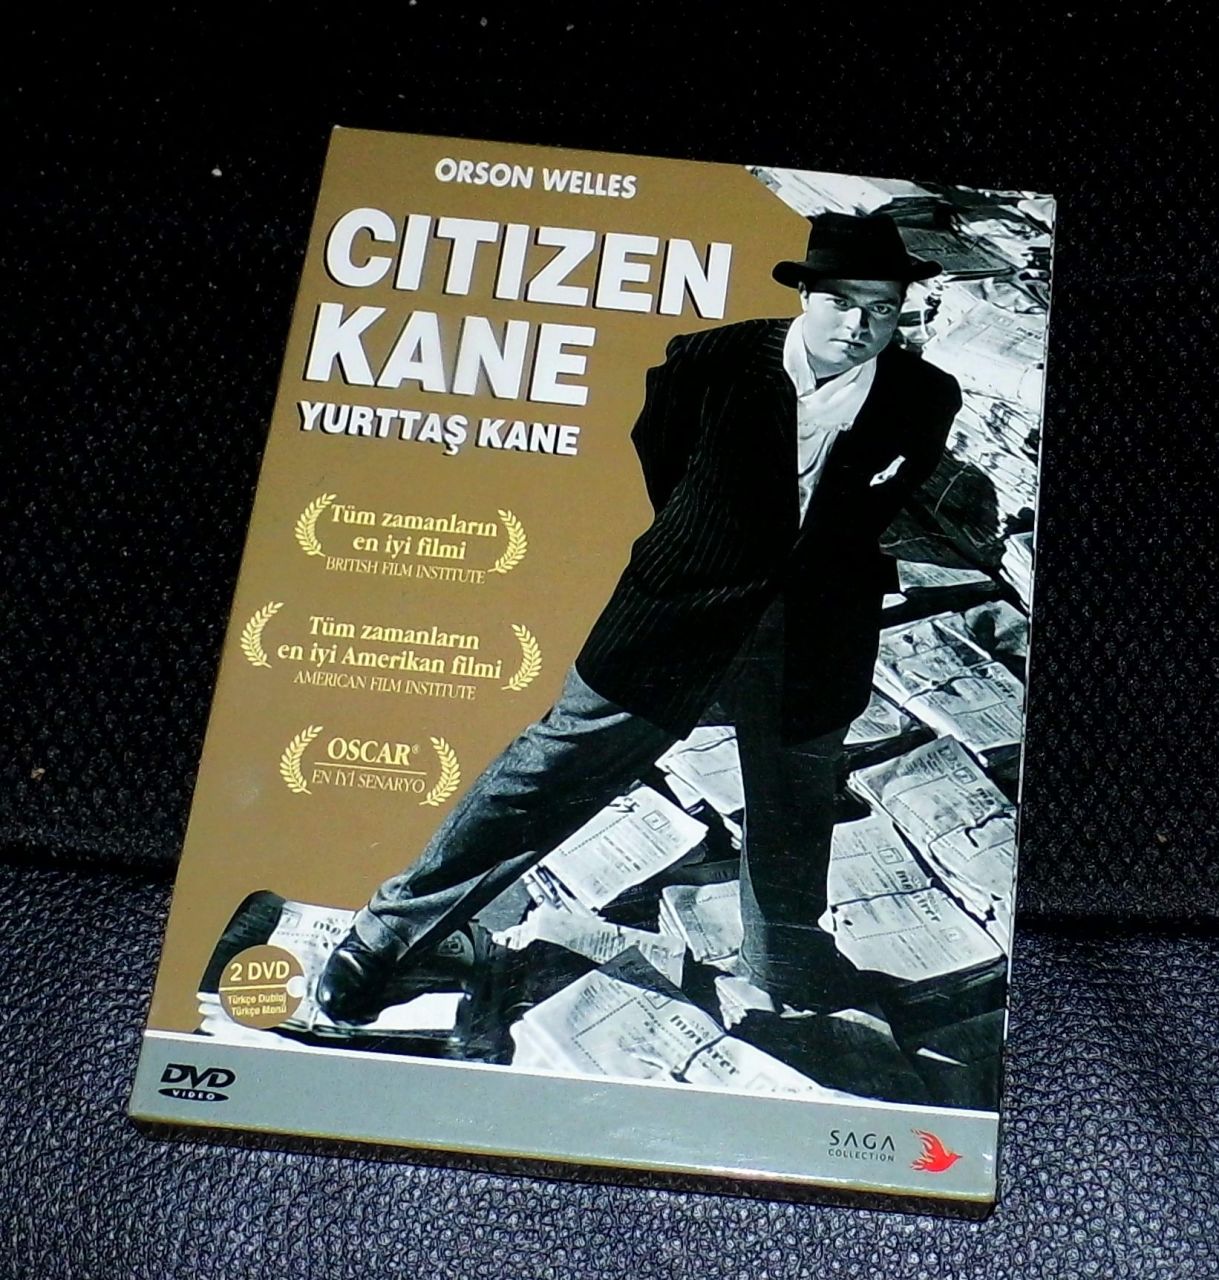 ORSON WELLES
CITIZEN
KANE
YURTTAŞ KANE
Tüm zamanların
en iyi filmi
BRITISH FILM INSTITUTE
Tüm zamanların
en iyi Amerikan filmi
AMERICAN FILM INSTITUTE
OSCAR®
EN İYİ SENARYO
2 DVD
Türkçe Dublaj
Türkçe Menü
DVD
VIDEO
SAGA
COLLECTION